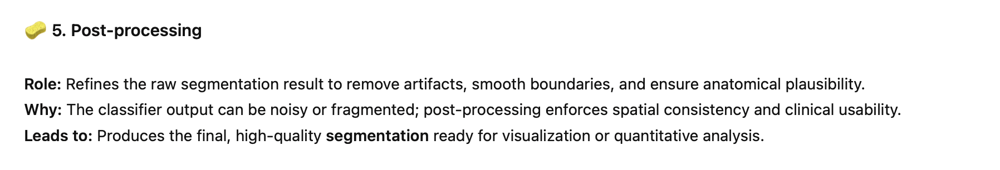 🧽 5. Post-processing
Role: Refines the raw segmentation result to remove artifacts, smooth boundaries, and ensure anatomical plausibility.
Why: The classifier output can be noisy or fragmented; post-processing enforces spatial consistency and clinical usability.
Leads to: Produces the final, high-quality segmentation ready for visualization or quantitative analysis.